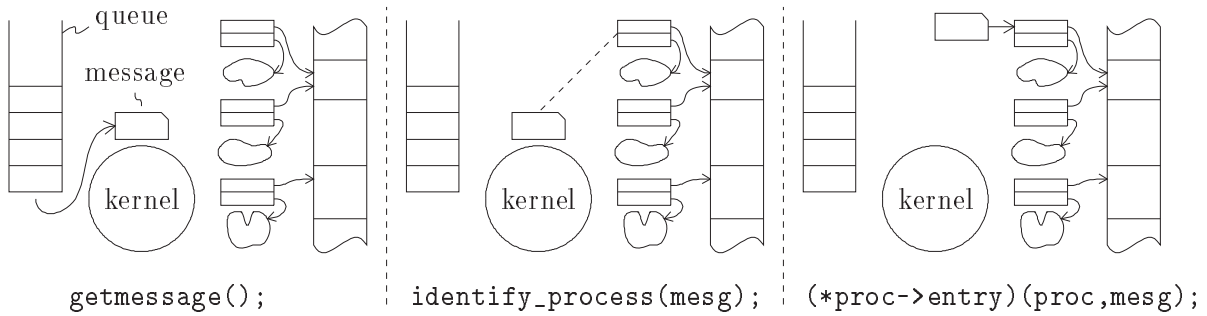 queue
message
kernel
kernel
kernel
getmessage();
identify_process(mesg);
(*proc->entry)(proc,mesg);